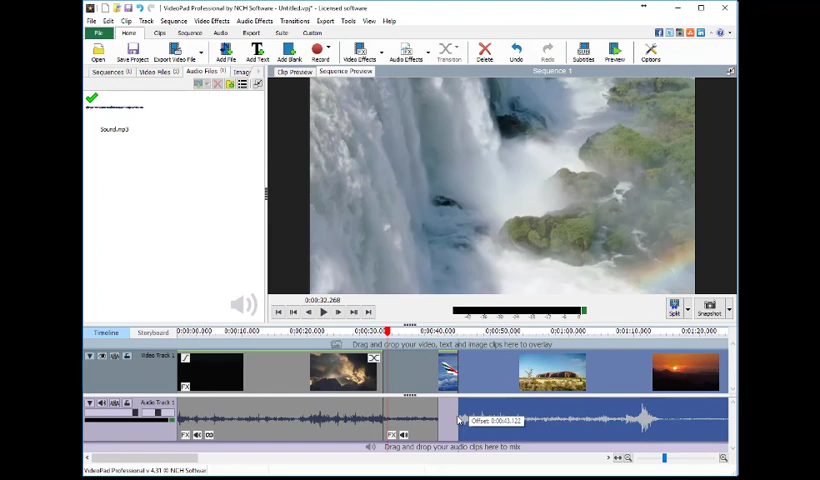 VideoPad Professional by NCH Software - Untitled.vpj* - Licensed software
File Edit Clip Track Sequence Video Effects Audio Effects Transitions Export Tools View Help
File Home Clips Sequence Audio Export Suite Custom
Open Save Project Export Video File Add File Add Text Add Blank Record Video Effects Audio Effects Transition Delete Undo Redo Subtitles Preview Options
Sequences (1) Video Files (2) Audio Files (1) Imag
Clip Preview Sequence Preview Sequence 1
Sound.mp3
0:00:32.268
Split Snapshot
Timeline Storyboard
0:00:00.000 0:00:10.000 0:00:20.000 0:00:30.000 0:00:40.000 0:00:50.000 0:01:00.000 0:01:10.000 0:01:20.000
Drag and drop your video, text and image clips here to overlay
Video Track 1
FX
Audio Track 1
FX FX
Offset: 0:00:43.122
Drag and drop your audio clips here to mix
VideoPad Professional v 4.31 © NCH Softwar